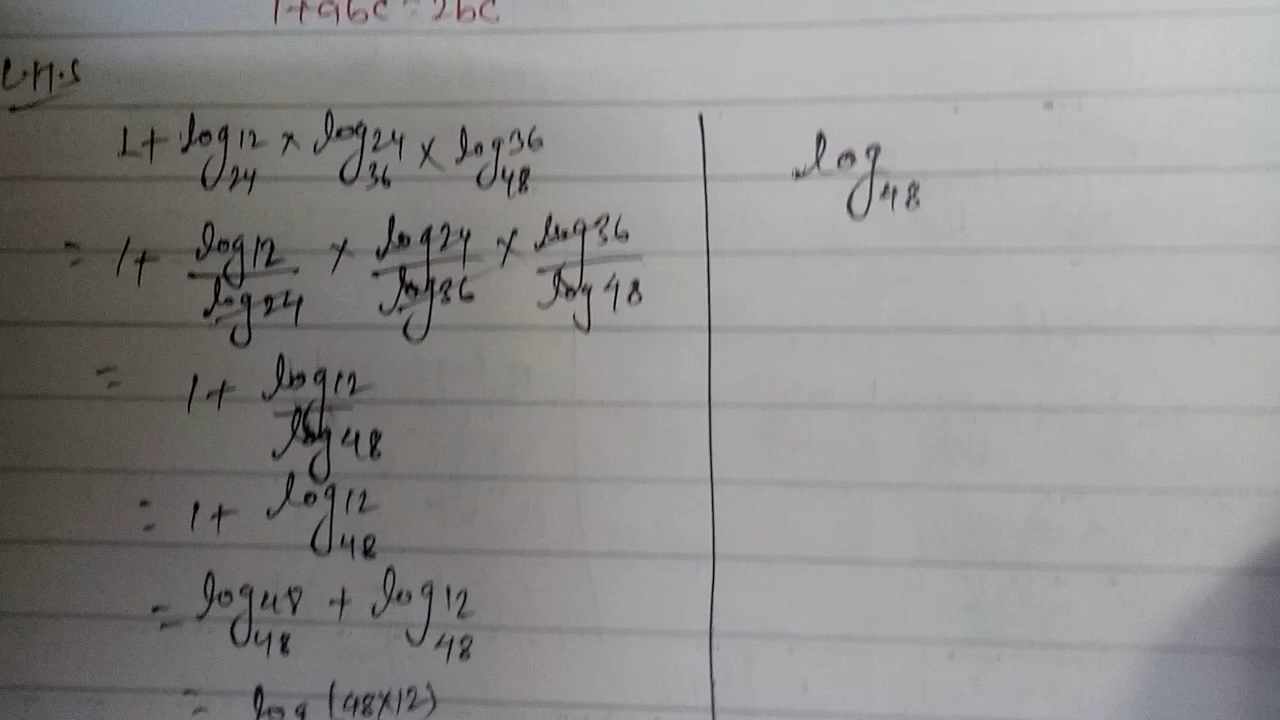 1+abc = 2bc
L.H.S
1 + log₂₄12 × log₃₆24 × log₄₈36
= 1 + log12/log24 × log24/log36 × log36/log48
= 1 + log12/log48
= 1 + log₄₈12
= log₄₈48 + log₄₈12
= log (48×12)
log₄₈